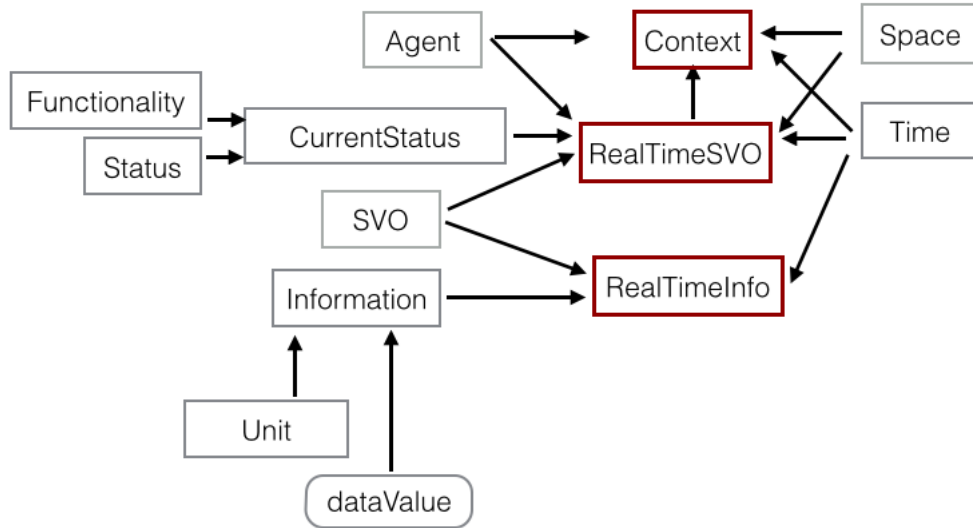 Agent
Context
Space
Functionality
CurrentStatus
RealTimeSVO
Time
Status
SVO
Information
RealTimeInfo
Unit
dataValue